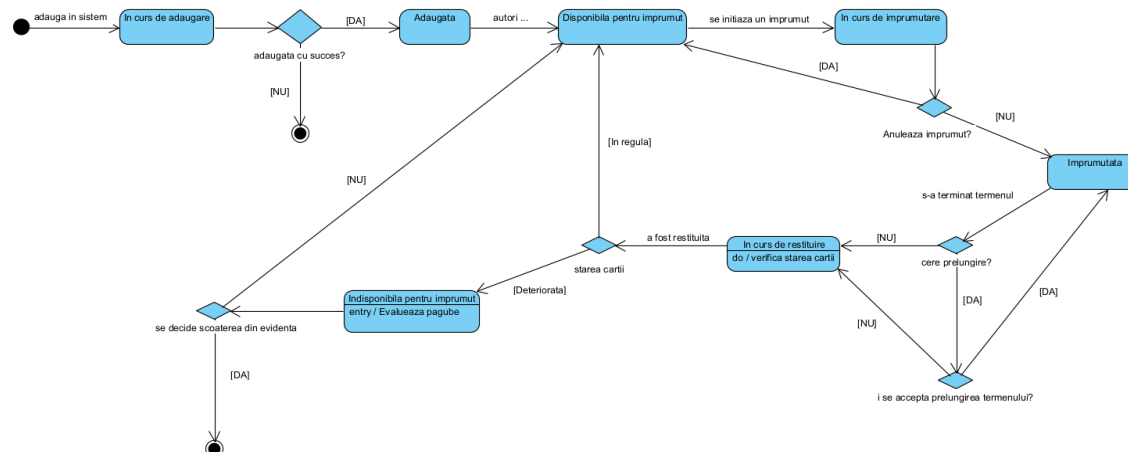 adauga in sistem
In curs de adaugare
[DA]
adaugata cu succes?
[NU]
Adaugata
autori ...
Disponibila pentru imprumut
se initiaza un imprumut
In curs de imprumutare
[DA]
Anuleaza imprumut?
[NU]
Imprumutata
s-a terminat termenul
cere prelungire?
[NU]
[DA]
i se accepta prelungirea termenului?
[DA]
[NU]
In curs de restituire
do / verifica starea cartii
a fost restituita
starea cartii
[In regula]
[Deteriorata]
Indisponibila pentru imprumut
entry / Evalueaza pagube
se decide scoaterea din evidenta
[NU]
[DA]